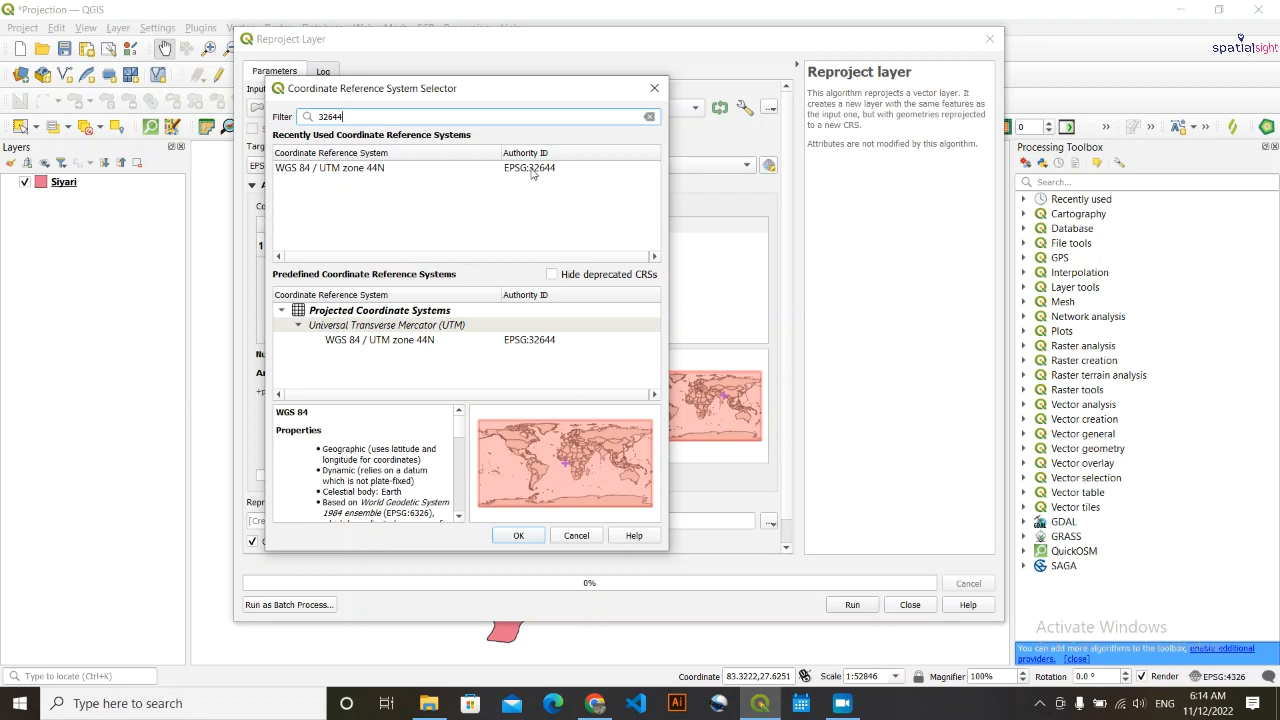 *Projection — QGIS
Project Edit View Layer Settings Plugins
spatialsight
Reproject Layer
Parameters Log
Coordinate Reference System Selector
Filter 32644
Recently Used Coordinate Reference Systems
Coordinate Reference System Authority ID
WGS 84 / UTM zone 44N EPSG:32644
Predefined Coordinate Reference Systems Hide deprecated CRSs
Coordinate Reference System Authority ID
Projected Coordinate Systems
Universal Transverse Mercator (UTM)
WGS 84 / UTM zone 44N EPSG:32644
WGS 84
Properties
Geographic (uses latitude and
longitude for coordinates)
Dynamic (relies on a datum
which is not plate-fixed)
Celestial body: Earth
Based on World Geodetic System
1984 ensemble (EPSG:6326),
OK Cancel Help
0%
Cancel
Run as Batch Process... Run Close Help
Reproject layer
This algorithm reprojects a vector layer. It
creates a new layer with the same features as
the input one, but with geometries reprojected
to a new CRS.
Attributes are not modified by this algorithm.
Layers
Siyari
0
Processing Toolbox
Search...
Recently used
Cartography
Database
File tools
GPS
Interpolation
Layer tools
Mesh
Network analysis
Plots
Raster analysis
Raster creation
Raster terrain analysis
Raster tools
Vector analysis
Vector creation
Vector general
Vector geometry
Vector overlay
Vector selection
Vector table
Vector tiles
GDAL
GRASS
QuickOSM
SAGA
Activate Windows
You can add more algorithms to the toolbox, enable additional
providers. [close]
Type to locate (Ctrl+K) Coordinate 83.3222,27.6251 Scale 1:52846 Magnifier 100% Rotation 0.0 ° Render EPSG:4326
Type here to search
ENG
6:14 AM
11/12/2022